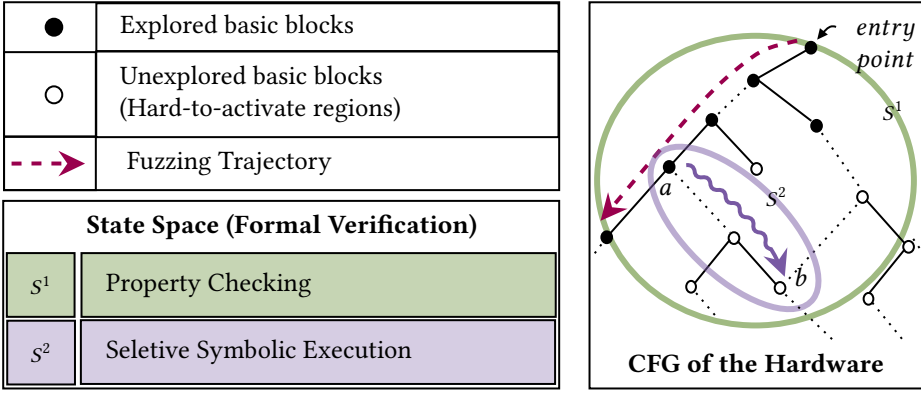 Explored basic blocks
Unexplored basic blocks
(Hard-to-activate regions)
Fuzzing Trajectory
State Space (Formal Verification)
S¹ Property Checking
S² Seletive Symbolic Execution
entry
point
S¹
S²
a
b
CFG of the Hardware